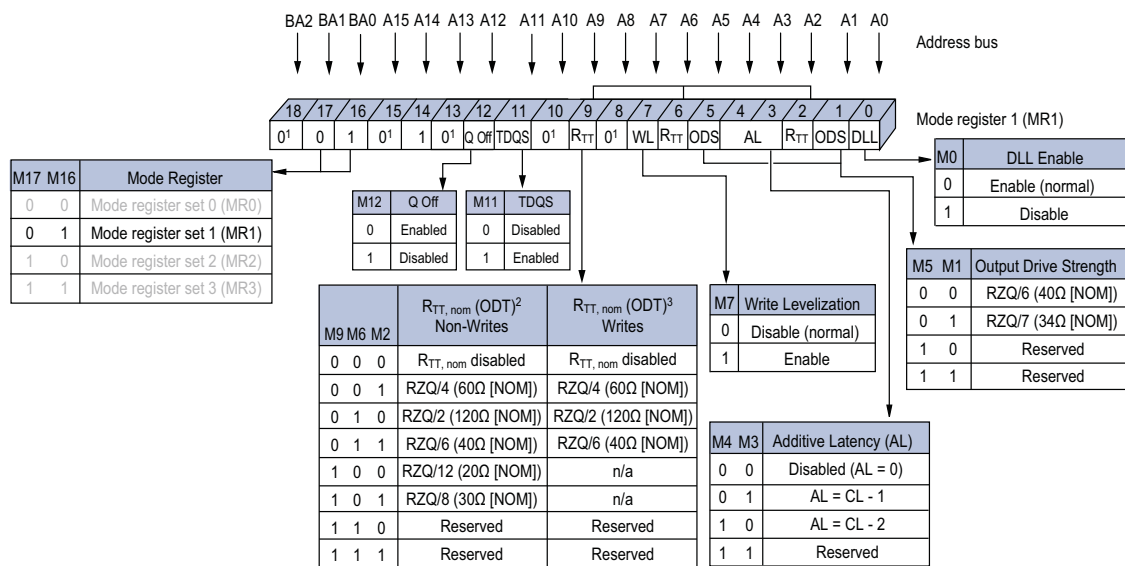 BA2 BA1 BA0 A15 A14 A13 A12 A11 A10 A9 A8 A7 A6 A5 A4 A3 A2 A1 A0
Address bus
18 17 16 15 14 13 12 11 10 9 8 7 6 5 4 3 2 1 0
0¹ 0 1 0¹ 1 0¹ Q Off TDQS 0¹ RTT 0¹ WL RTT ODS AL RTT ODS DLL
Mode register 1 (MR1)
M17 M16 Mode Register
0 0 Mode register set 0 (MR0)
0 1 Mode register set 1 (MR1)
1 0 Mode register set 2 (MR2)
1 1 Mode register set 3 (MR3)
M12 Q Off
0 Enabled
1 Disabled
M11 TDQS
0 Disabled
1 Enabled
M0 DLL Enable
0 Enable (normal)
1 Disable
M5 M1 Output Drive Strength
0 0 RZQ/6 (40Ω [NOM])
0 1 RZQ/7 (34Ω [NOM])
1 0 Reserved
1 1 Reserved
M9 M6 M2 RTT, nom (ODT)² Non-Writes RTT, nom (ODT)³ Writes
0 0 0 RTT, nom disabled RTT, nom disabled
0 0 1 RZQ/4 (60Ω [NOM]) RZQ/4 (60Ω [NOM])
0 1 0 RZQ/2 (120Ω [NOM]) RZQ/2 (120Ω [NOM])
0 1 1 RZQ/6 (40Ω [NOM]) RZQ/6 (40Ω [NOM])
1 0 0 RZQ/12 (20Ω [NOM]) n/a
1 0 1 RZQ/8 (30Ω [NOM]) n/a
1 1 0 Reserved Reserved
1 1 1 Reserved Reserved
M7 Write Levelization
0 Disable (normal)
1 Enable
M4 M3 Additive Latency (AL)
0 0 Disabled (AL = 0)
0 1 AL = CL - 1
1 0 AL = CL - 2
1 1 Reserved